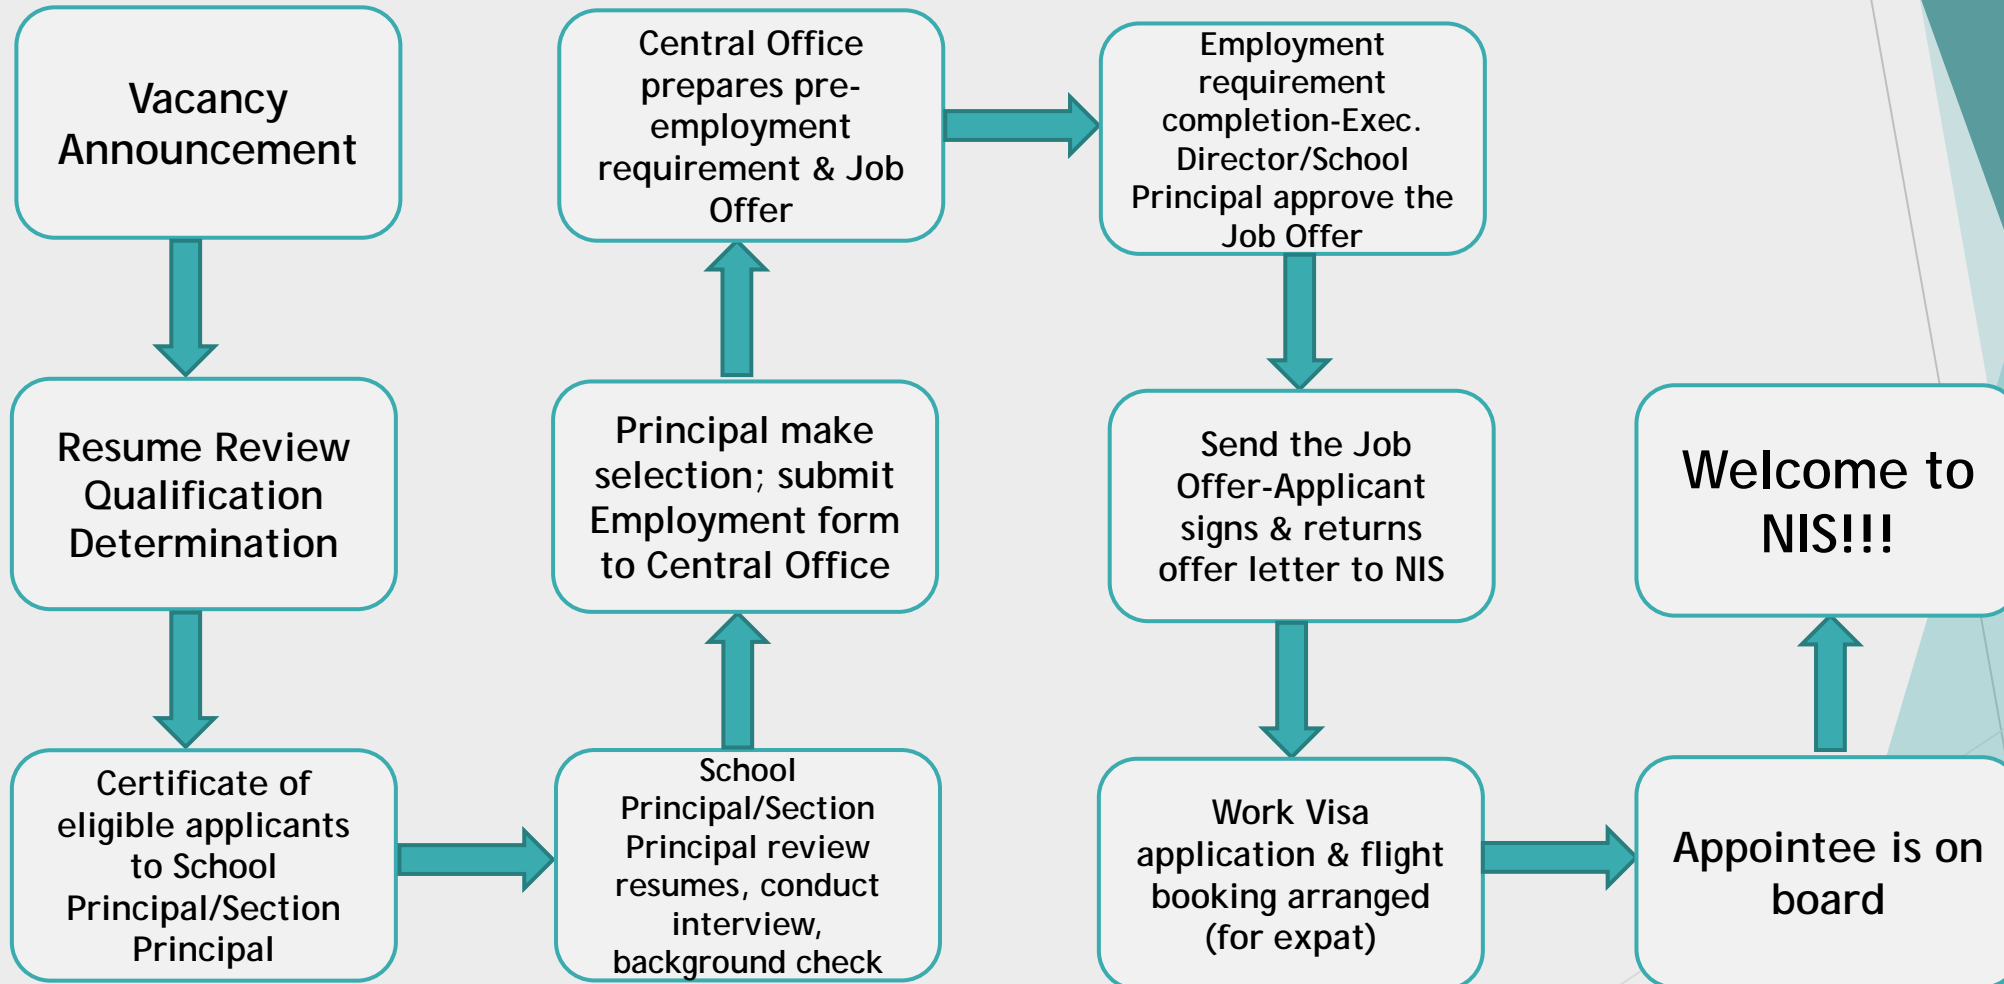 Vacancy
Announcement
Resume Review
Qualification
Determination
Certificate of
eligible applicants
to School
Principal/Section
Principal
School
Principal/Section
Principal review
resumes, conduct
interview,
background check
Principal make
selection; submit
Employment form
to Central Office
Central Office
prepares pre-
employment
requirement & Job
Offer
Employment
requirement
completion-Exec.
Director/School
Principal approve the
Job Offer
Send the Job
Offer-Applicant
signs & returns
offer letter to NIS
Work Visa
application & flight
booking arranged
(for expat)
Appointee is on
board
Welcome to
NIS!!!